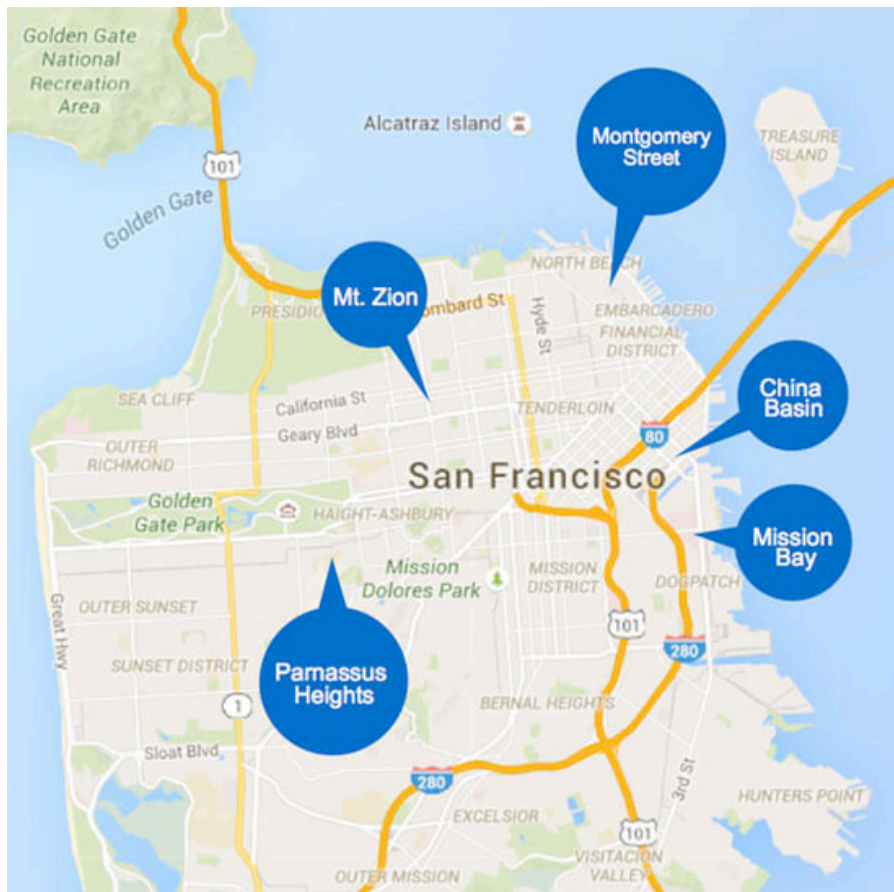 Golden Gate
National
Recreation
Area
Alcatraz Island
Montgomery
Street
TREASURE
ISLAND
101
Golden Gate
NORTH BEACH
Mt. Zion
PRESIDIO
ombard St
Hyde St
EMBARCADERO
FINANCIAL
DISTRICT
SEA CLIFF
California St
TENDERLOIN
China
Basin
Geary Blvd
80
OUTER
RICHMOND
San Francisco
Golden
Gate Park
HAIGHT-ASHBURY
Mission
Bay
Mission
Dolores Park
MISSION
DISTRICT
DOGPATCH
Great Hwy
OUTER SUNSET
101
280
SUNSET DISTRICT
Parnassus
Heights
1
BERNAL HEIGHTS
Sloat Blvd
280
3rd St
HUNTERS POINT
EXCELSIOR
101
VISITACION
VALLEY
OUTER MISSION